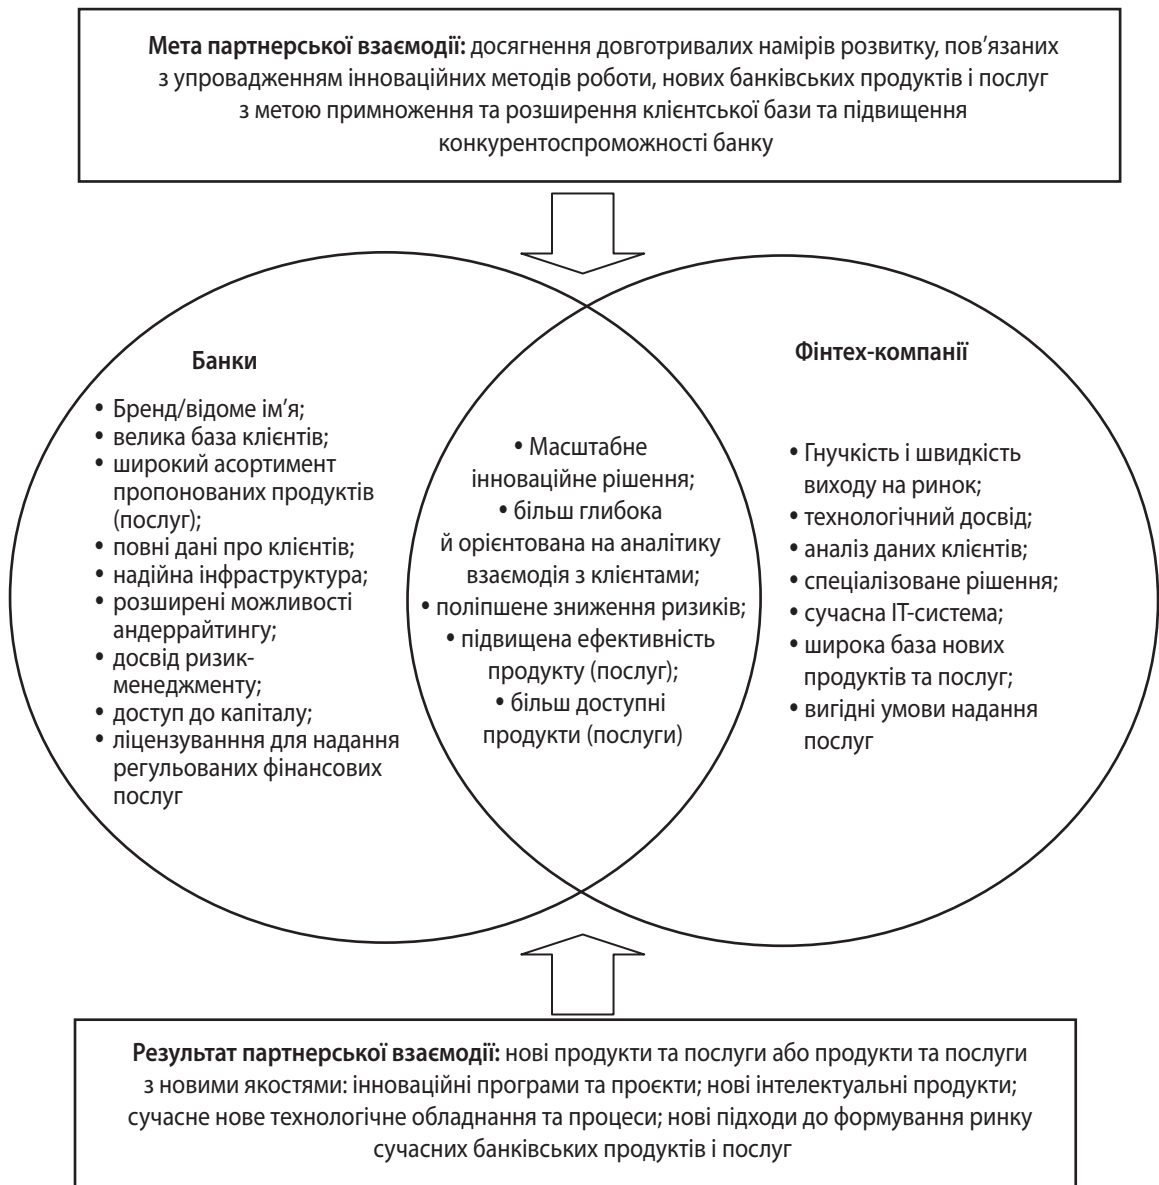 Мета партнерської взаємодії: досягнення довготривалих намірів розвитку, пов’язаних
з упровадженням інноваційних методів роботи, нових банківських продуктів і послуг
з метою примноження та розширення клієнтської бази та підвищення
конкурентоспроможності банку
Банки
• Бренд/відоме ім’я;
• велика база клієнтів;
• широкий асортимент
пропонованих продуктів
(послуг);
• повні дані про клієнтів;
• надійна інфраструктура;
• розширені можливості
андеррайтингу;
• досвід ризик-
менеджменту;
• доступ до капіталу;
• ліцензуванння для надання
регульованих фінансових
послуг
• Масштабне
інноваційне рішення;
• більш глибока
й орієнтована на аналітику
взаємодія з клієнтами;
• поліпшене зниження ризиків;
• підвищена ефективність
продукту (послуг);
• більш доступні
продукти (послуги)
Фінтех-компанії
• Гнучкість і швидкість
виходу на ринок;
• технологічний досвід;
• аналіз даних клієнтів;
• спеціалізоване рішення;
• сучасна ІТ-система;
• широка база нових
продуктів та послуг;
• вигідні умови надання
послуг
Результат партнерської взаємодії: нові продукти та послуги або продукти та послуги
з новими якостями: інноваційні програми та проєкти; нові інтелектуальні продукти;
сучасне нове технологічне обладнання та процеси; нові підходи до формування ринку
сучасних банківських продуктів і послуг